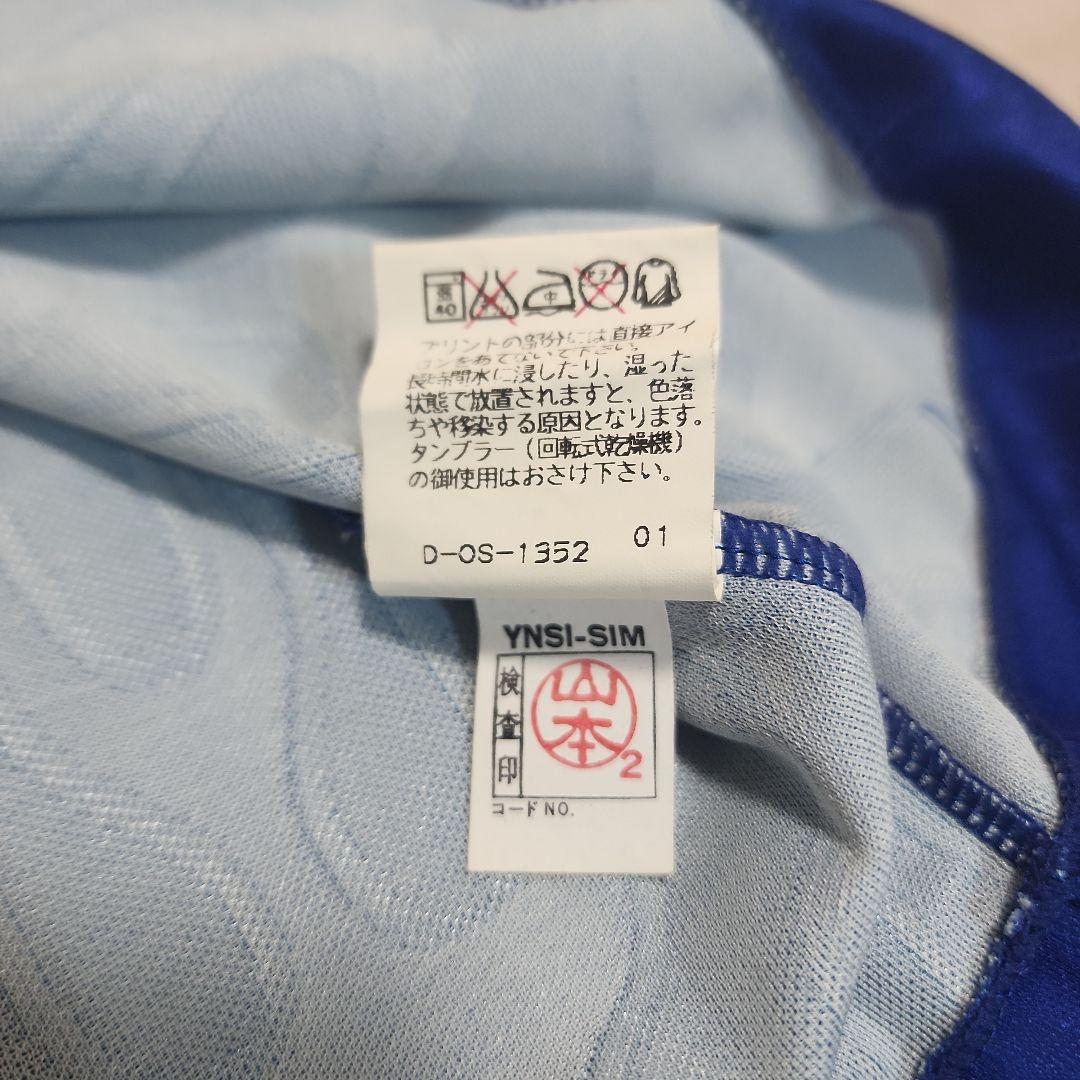 弱
40
中
プリントの部分には直接アイ
ロンをあてないで下さい。
長時間水に浸したり、湿った
状態で放置されますと、色落
ちや移染する原因となります。
タンブラー(回転式乾燥機)
の御使用はおさけ下さい。
D-OS-1352 01
YNSI-SIM
検査印
山本
2
コードNO.